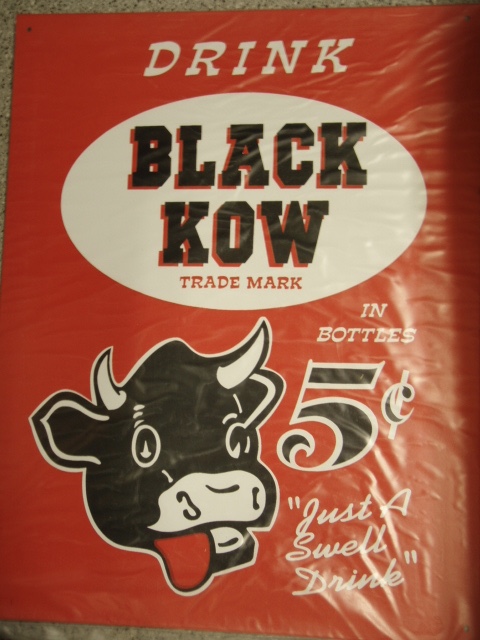 DRINK
BLACK
KOW
TRADE MARK
IN
BOTTLES
5¢
"Just A
Swell
Drink"